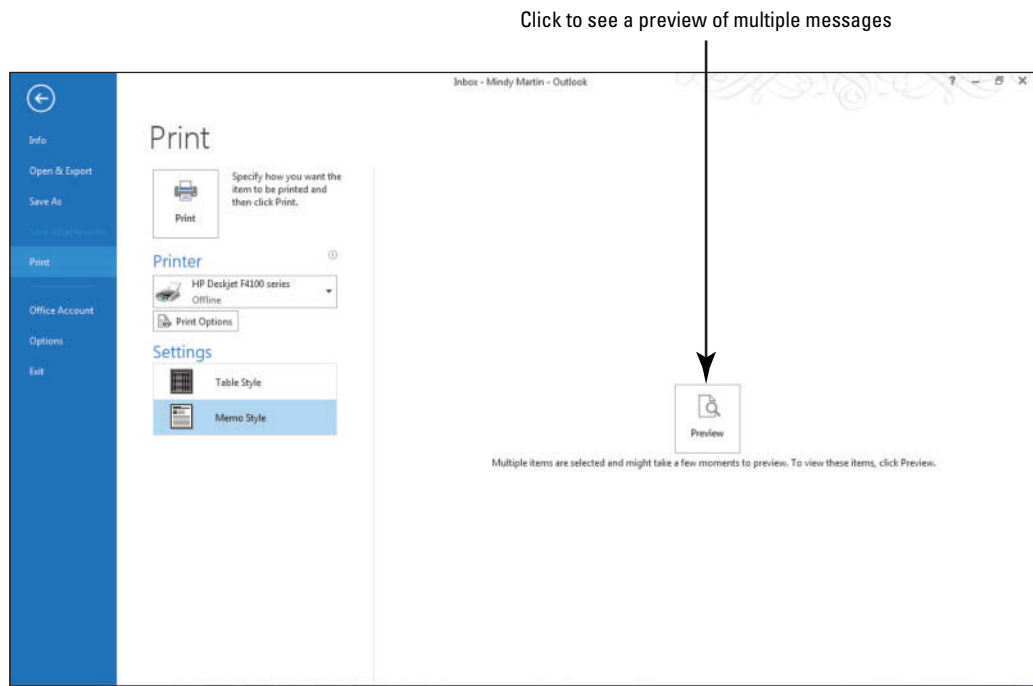 Click to see a preview of multiple messages
Inbox - Mindy Martin - Outlook
?
Info
Open & Export
Save As
Save Attachments
Print
Office Account
Options
Exit
Print
Print
Specify how you want the
item to be printed and
then click Print.
Printer
HP Deskjet F4100 series
Offline
Print Options
Settings
Table Style
Memo Style
Preview
Multiple items are selected and might take a few moments to preview. To view these items, click Preview.